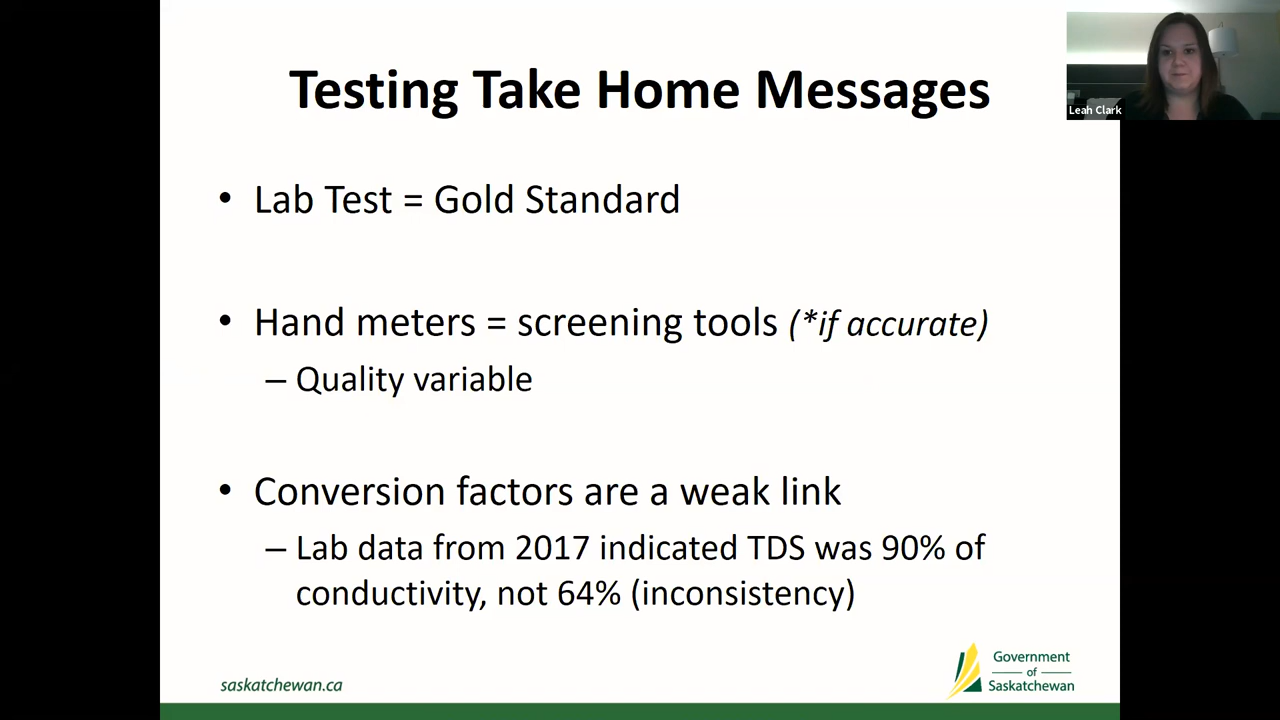 Testing Take Home Messages
Leah Clark
• Lab Test = Gold Standard
• Hand meters = screening tools (*if accurate)
– Quality variable
• Conversion factors are a weak link
– Lab data from 2017 indicated TDS was 90% of
conductivity, not 64% (inconsistency)
saskatchewan.ca
Government
of
Saskatchewan